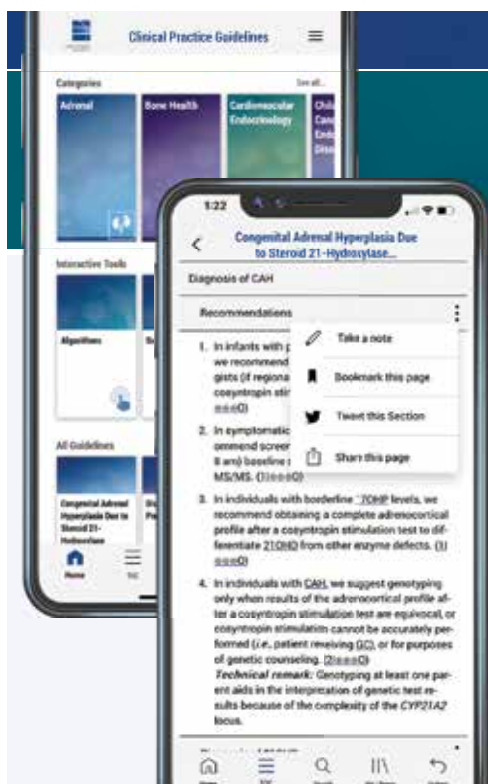 Clinical Practice Guidelines
Categories
See all...
Adrenal
Bone Health
Cardiovascular
Endocrinology
Interactive Tools
Algorithms
All Guidelines
Congenital Adrenal
Hyperplasia Due to
Steroid 21-
Hydroxylase
Home
1:22
Congenital Adrenal Hyperplasia Due
to Steroid 21-Hydroxylase...
Diagnosis of CAH
Recommendations
Take a note
Bookmark this page
Tweet this Section
Share this page
1. In infants with
we recommend
gists (if regiona
cosyntropin stim
2. In symptomatic
ommend screen
8 am) baseline
MS/MS.
3. In individuals with borderline 17OHP levels, we
recommend obtaining a complete adrenocortical
profile after a cosyntropin stimulation test to dif-
ferentiate 21OHD from other enzyme defects.
4. In individuals with CAH, we suggest genotyping
only when results of the adrenocortical profile af-
ter a cosyntropin stimulation test are equivocal, or
cosyntropin stimulation cannot be accurately per-
formed (i.e., patient receiving GC), or for purposes
of genetic counseling.
Technical remark: Genotyping at least one par-
ent aids in the interpretation of genetic test re-
sults because of the complexity of the CYP21A2
locus.